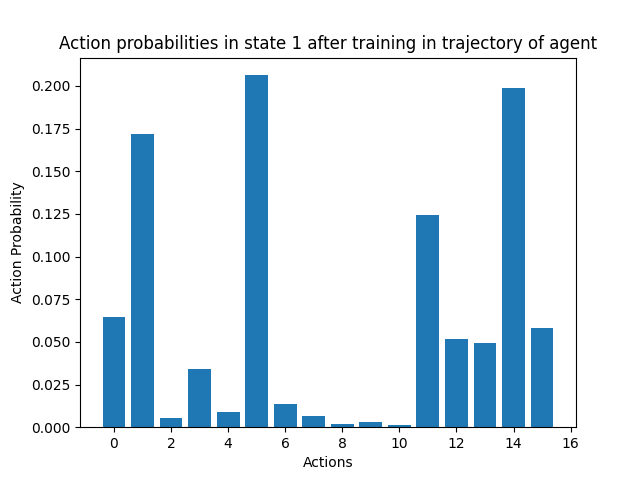 Action probabilities in state 1 after training in trajectory of agent
0.200
0.175
0.150
0.125
0.100
0.075
0.050
0.025
0.000
Action Probability
0 2 4 6 8 10 12 14 16
Actions